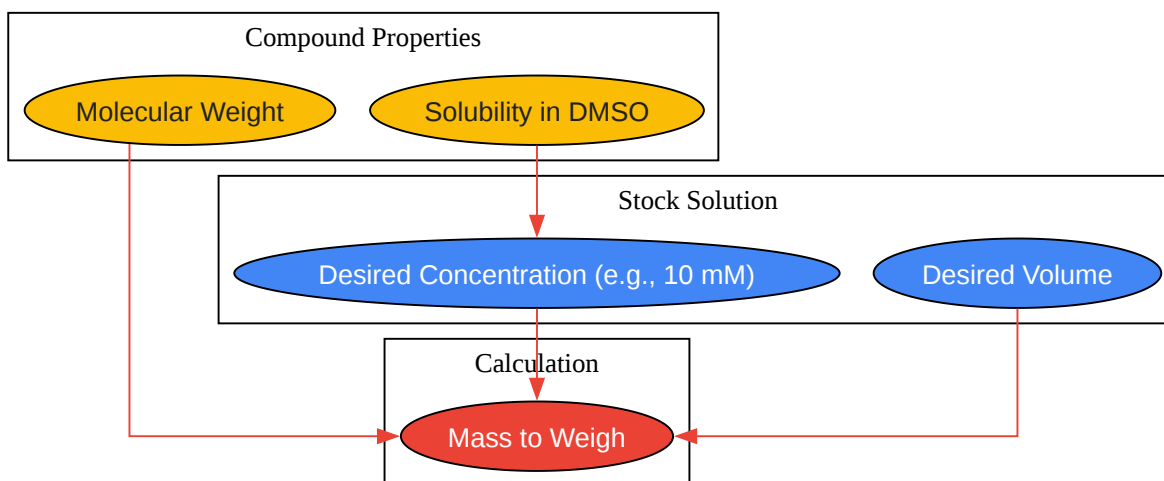 Compound Properties
Molecular Weight
Solubility in DMSO
Stock Solution
Desired Concentration (e.g., 10 mM)
Desired Volume
Calculation
Mass to Weigh